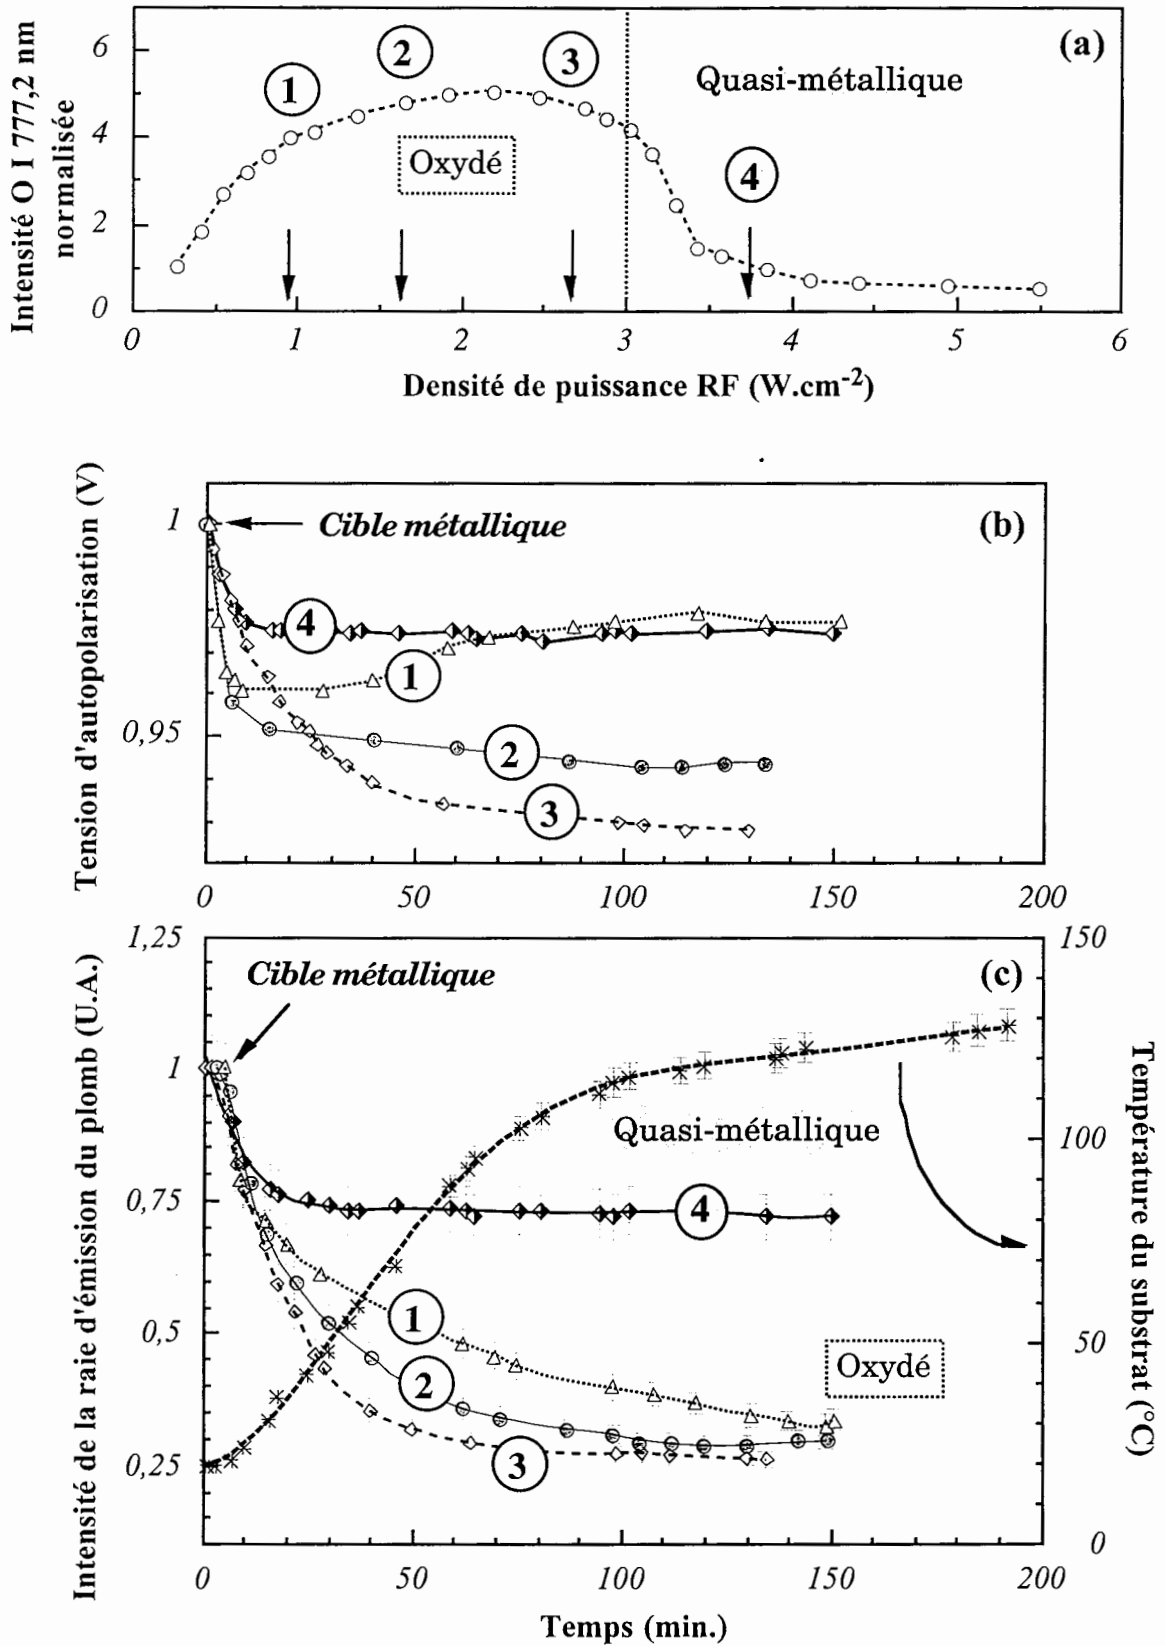 Intensité O I 777,2 nm
normalisée
6
4
2
0
(a)
1
2
3
4
Quasi-métallique
Oxydé
0 1 2 3 4 5 6
Densité de puissance RF (W.cm-2)
Tension d'autopolarisation (V)
1
0,95
Cible métallique
(b)
4
1
2
3
0 50 100 150 200
Intensité de la raie d'émission du plomb (U.A.)
1,25
1
0,75
0,5
0,25
Cible métallique
(c)
Quasi-métallique
4
1
2
3
Oxydé
150
100
50
0
Température du substrat (°C)
0 50 100 150 200
Temps (min.)